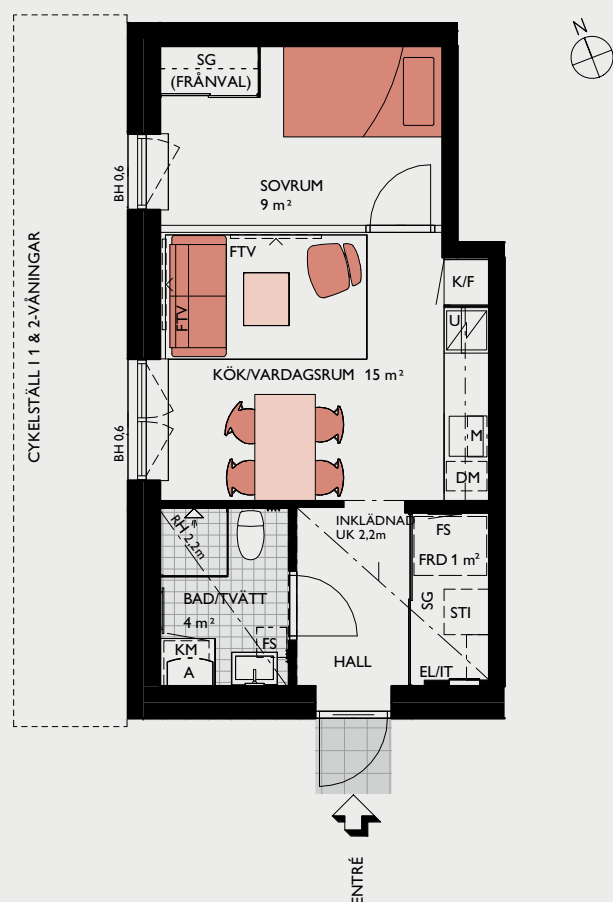 N
SG
(FRÅNVAL)
BH 0,6
SOVRUM
9 m²
CYKELSTÄLL I 1 & 2-VÅNINGAR
FTV
K/F
FTV
U
KÖK/VARDAGSRUM 15 m²
BH 0,6
M
DM
RH 2,2m
INKLÄDNAD
UK 2,2m
FS
FRD 1 m²
BAD/TVÄTT
4 m²
SG
STI
FS
KM
A
HALL
EL/IT
ENTRÉ